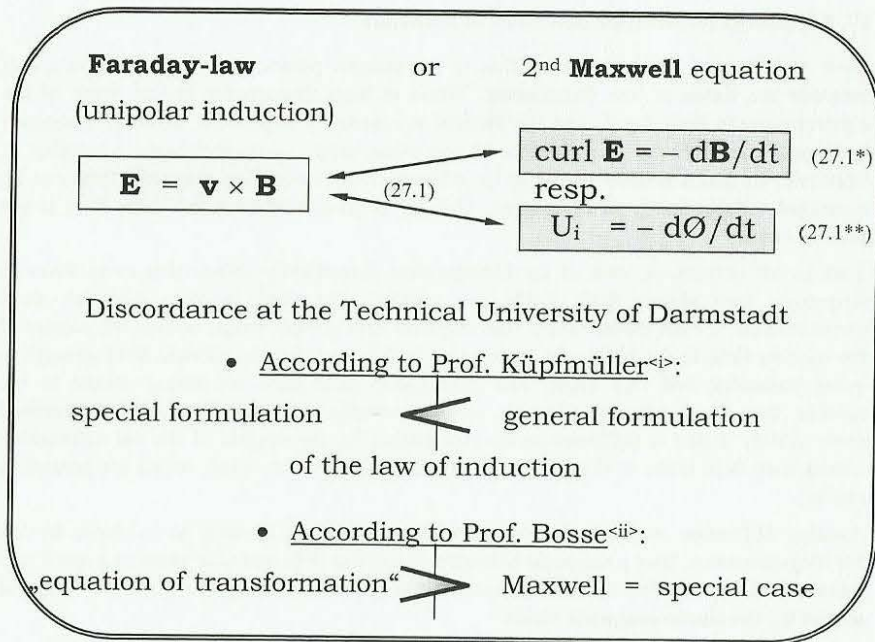 Faraday-law or 2nd Maxwell equation
(unipolar induction)
E = v × B (27.1) curl E = − dB/dt (27.1*)
resp.
Ui = − dØ/dt (27.1**)
Discordance at the Technical University of Darmstadt
• According to Prof. Küpfmüller<i>:
special formulation < general formulation
of the law of induction
• According to Prof. Bosse<ii>:
„equation of transformation“ > Maxwell = special case